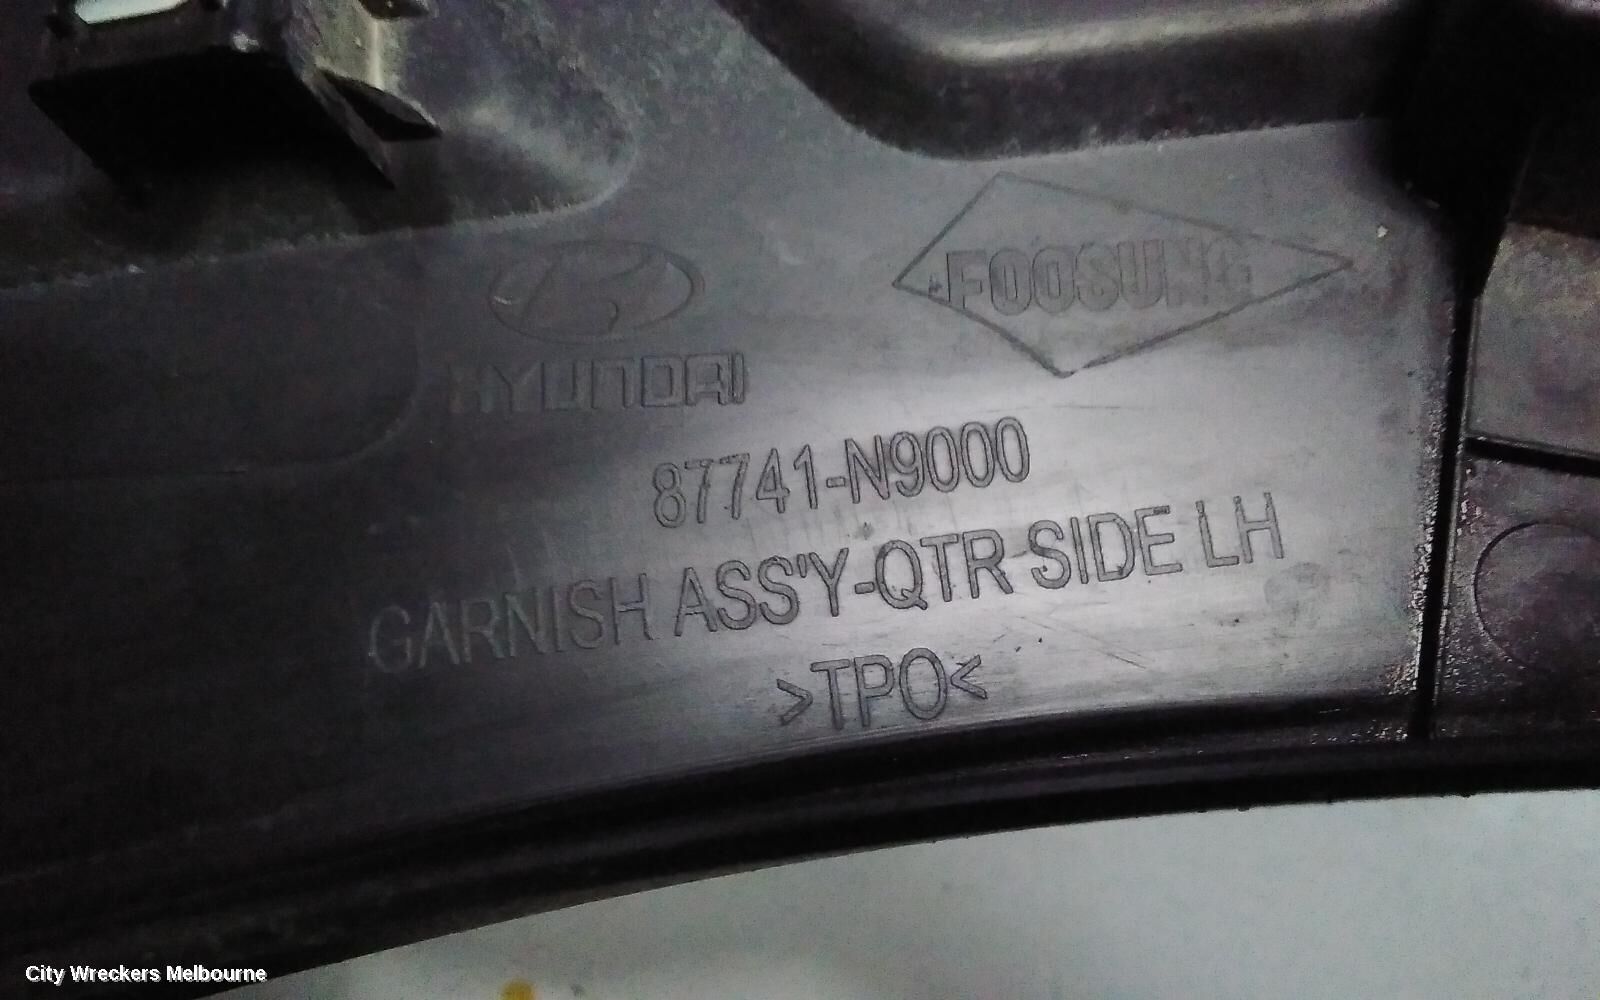 FOOSUNG
HYUNDAI
87741-N9000
GARNISH ASS'Y-QTR SIDE LH
>TPO<
City Wreckers Melbourne